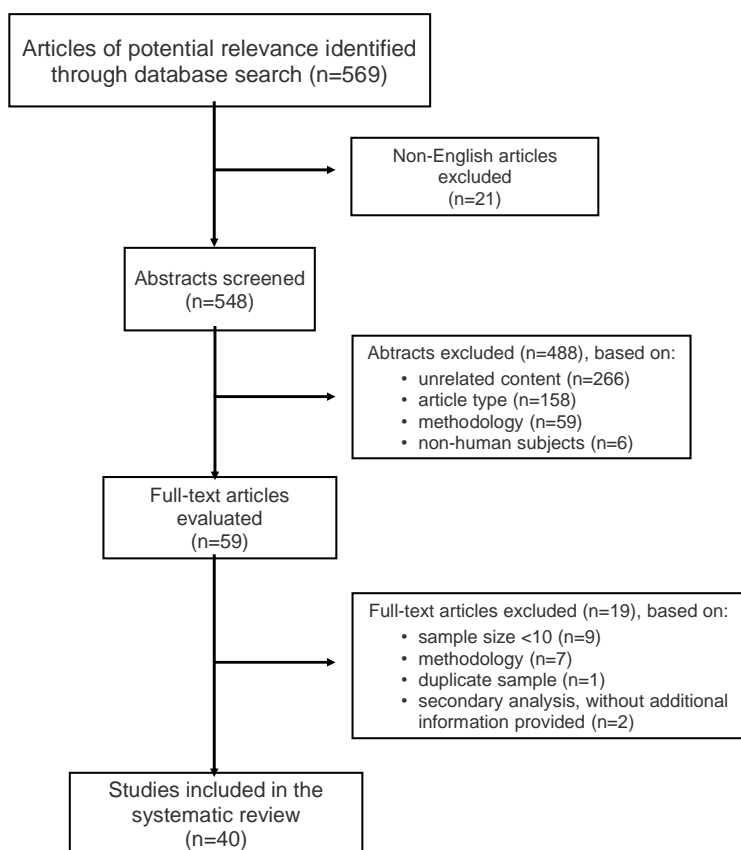 Articles of potential relevance identified
through database search (n=569)
Non-English articles
excluded
(n=21)
Abstracts screened
(n=548)
Abtracts excluded (n=488), based on:
• unrelated content (n=266)
• article type (n=158)
• methodology (n=59)
• non-human subjects (n=6)
Full-text articles
evaluated
(n=59)
Full-text articles excluded (n=19), based on:
• sample size <10 (n=9)
• methodology (n=7)
• duplicate sample (n=1)
• secondary analysis, without additional
information provided (n=2)
Studies included in the
systematic review
(n=40)